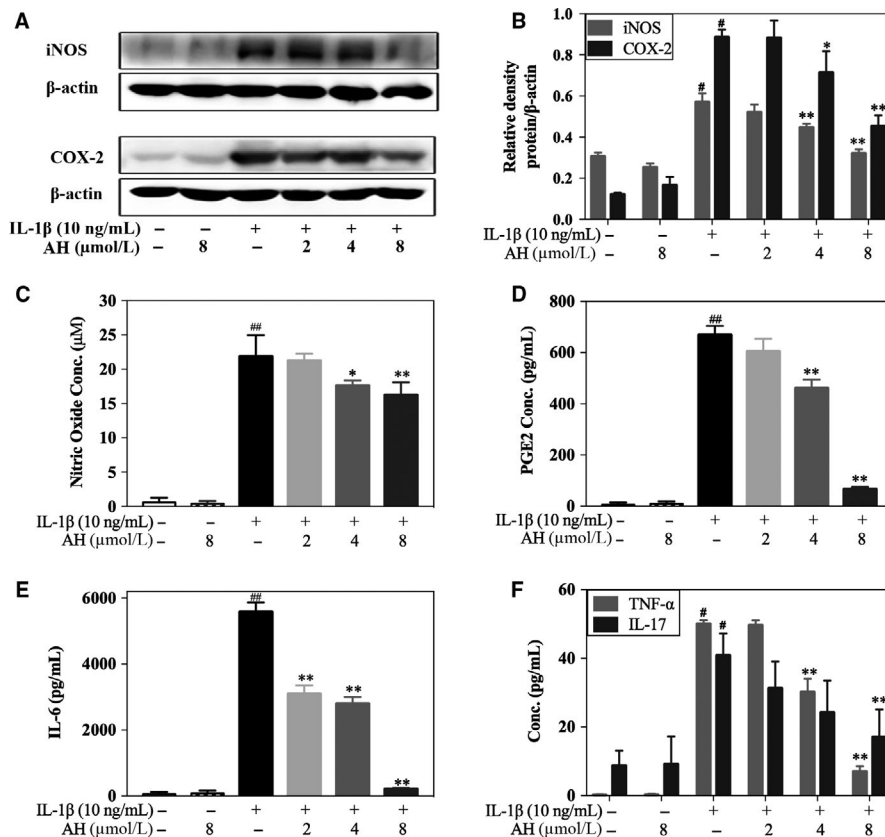 A
iNOS
β-actin
COX-2
β-actin
IL-1β (10 ng/mL) – – + + + +
AH (μmol/L) – 8 – 2 4 8
B
iNOS
COX-2
Relative density
protein/β-actin
1.0
0.8
0.6
0.4
0.2
0.0
# # * ** ** **
IL-1β (10 ng/mL) – – + + + +
AH (μmol/L) – 8 – 2 4 8
C
Nitric Oxide Conc. (μM)
30
25
20
15
10
5
0
## * **
IL-1β (10 ng/mL) – – + + + +
AH (μmol/L) – 8 – 2 4 8
D
PGE2 Conc. (pg/mL)
800
600
400
200
0
## ** **
IL-1β (10 ng/mL) – – + + + +
AH (μmol/L) – 8 – 2 4 8
E
IL-6 (pg/mL)
6000
4000
2000
0
## ** ** **
IL-1β (10 ng/mL) – – + + + +
AH (μmol/L) – 8 – 2 4 8
F
TNF-α
IL-17
Conc. (pg/mL)
60
40
20
0
# # ** ** **
IL-1β (10 ng/mL) – – + + + +
AH (μmol/L) – 8 – 2 4 8